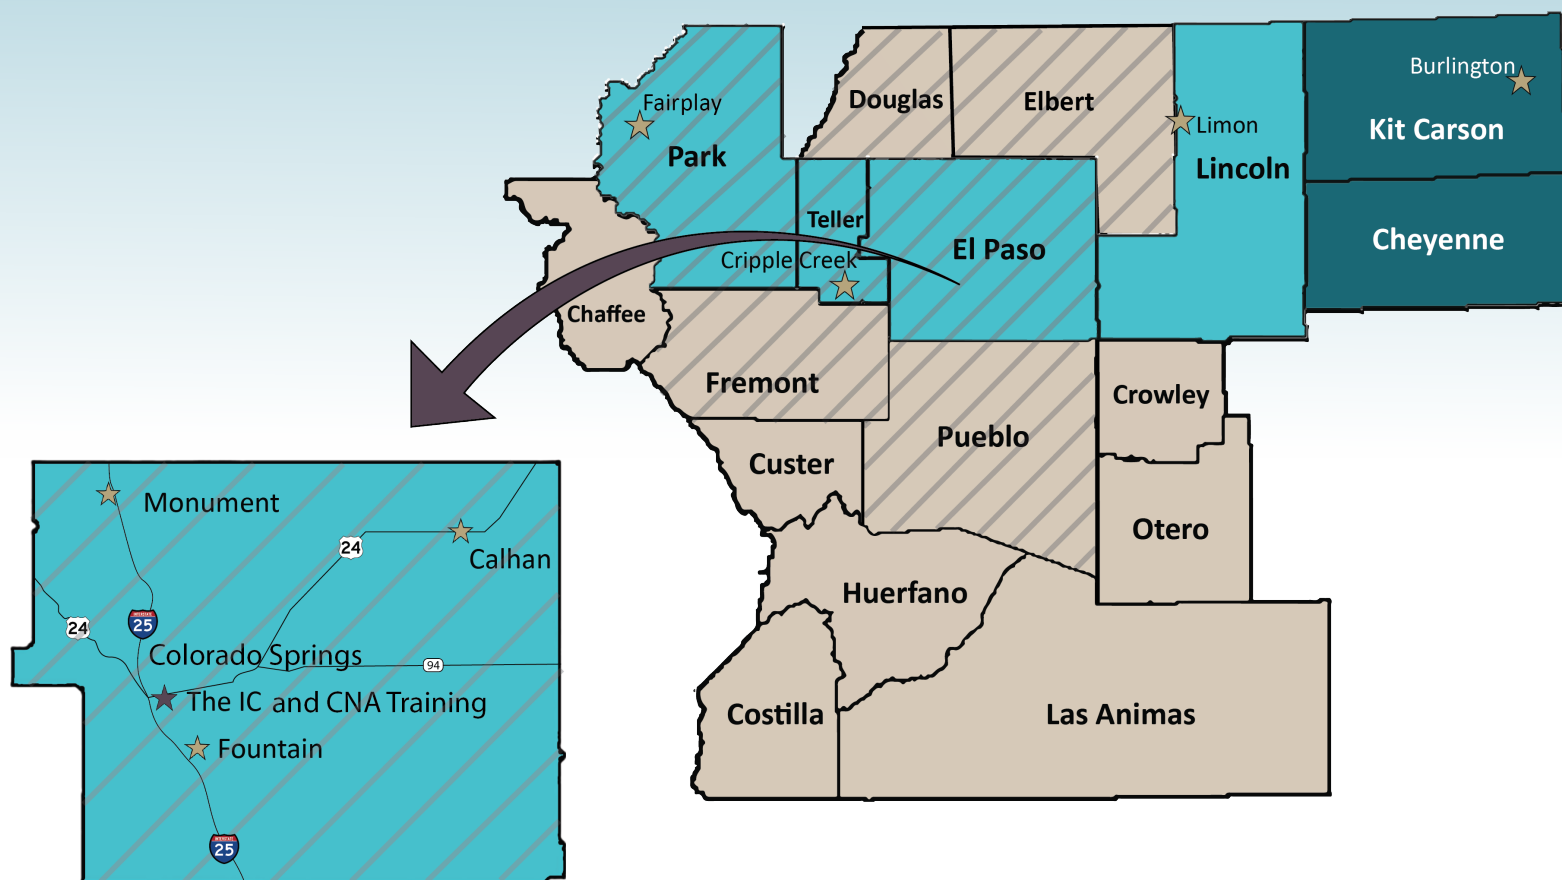 Burlington
Fairplay
Douglas
Elbert
Limon
Kit Carson
Park
Lincoln
Teller
El Paso
Cheyenne
Cripple Creek
Chaffee
Fremont
Crowley
Pueblo
Custer
Otero
Huerfano
Costilla
Las Animas
Monument
24
Calhan
INTERSTATE
25
24
Colorado Springs
94
The IC and CNA Training
Fountain
INTERSTATE
25